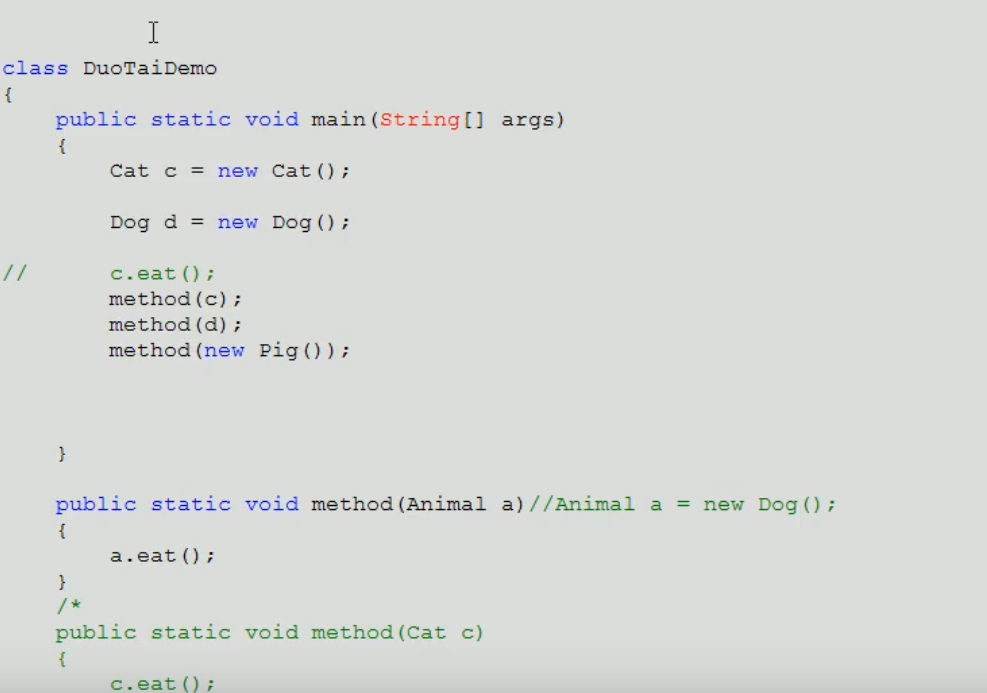 class DuoTaiDemo
{
    public static void main(String[] args)
    {
        Cat c = new Cat();
        Dog d = new Dog();
//      c.eat();
        method(c);
        method(d);
        method(new Pig());
    }
    public static void method(Animal a)//Animal a = new Dog();
    {
        a.eat();
    }
    /*
    public static void method(Cat c)
    {
        c.eat();